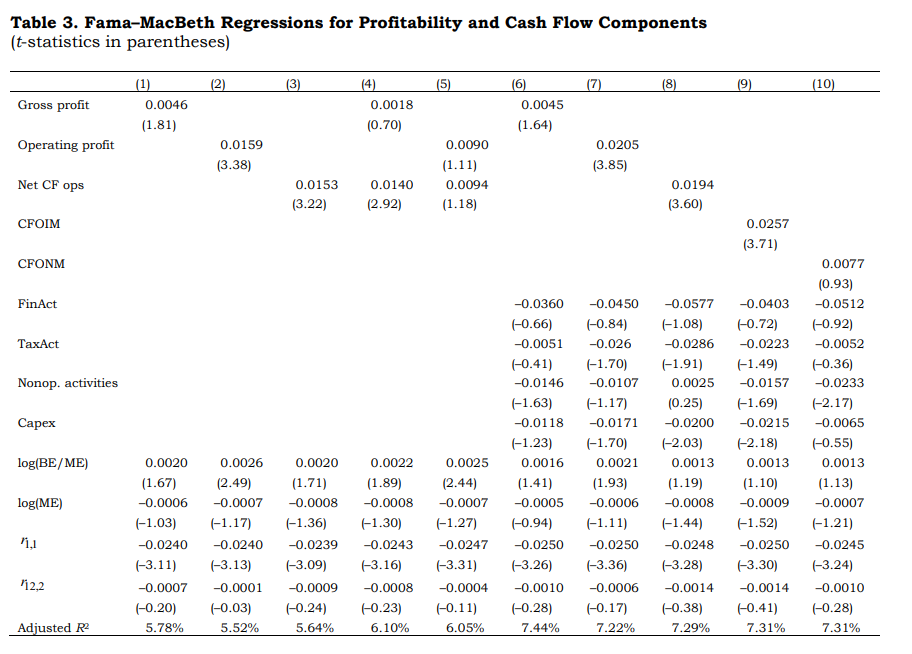 Table 3. Fama–MacBeth Regressions for Profitability and Cash Flow Components
(t-statistics in parentheses)
(1) (2) (3) (4) (5) (6) (7) (8) (9) (10)
Gross profit 0.0046 0.0018 0.0045
(1.81) (0.70) (1.64)
Operating profit 0.0159 0.0090 0.0205
(3.38) (1.11) (3.85)
Net CF ops 0.0153 0.0140 0.0094 0.0194
(3.22) (2.92) (1.18) (3.60)
CFOIM 0.0257
(3.71)
CFONM 0.0077
(0.93)
FinAct –0.0360 –0.0450 –0.0577 –0.0403 –0.0512
(–0.66) (–0.84) (–1.08) (–0.72) (–0.92)
TaxAct –0.0051 –0.026 –0.0286 –0.0223 –0.0052
(–0.41) (–1.70) (–1.91) (–1.49) (–0.36)
Nonop. activities –0.0146 –0.0107 0.0025 –0.0157 –0.0233
(–1.63) (–1.17) (0.25) (–1.69) (–2.17)
Capex –0.0118 –0.0171 –0.0200 –0.0215 –0.0065
(–1.23) (–1.70) (–2.03) (–2.18) (–0.55)
log(BE/ME) 0.0020 0.0026 0.0020 0.0022 0.0025 0.0016 0.0021 0.0013 0.0013 0.0013
(1.67) (2.49) (1.71) (1.89) (2.44) (1.41) (1.93) (1.19) (1.10) (1.13)
log(ME) –0.0006 –0.0007 –0.0008 –0.0008 –0.0007 –0.0005 –0.0006 –0.0008 –0.0009 –0.0007
(–1.03) (–1.17) (–1.36) (–1.30) (–1.27) (–0.94) (–1.11) (–1.44) (–1.52) (–1.21)
r1,1 –0.0240 –0.0240 –0.0239 –0.0243 –0.0247 –0.0250 –0.0250 –0.0248 –0.0250 –0.0245
(–3.11) (–3.13) (–3.09) (–3.16) (–3.31) (–3.26) (–3.36) (–3.28) (–3.30) (–3.24)
r12,2 –0.0007 –0.0001 –0.0009 –0.0008 –0.0004 –0.0010 –0.0006 –0.0014 –0.0014 –0.0010
(–0.20) (–0.03) (–0.24) (–0.23) (–0.11) (–0.28) (–0.17) (–0.38) (–0.41) (–0.28)
Adjusted R² 5.78% 5.52% 5.64% 6.10% 6.05% 7.44% 7.22% 7.29% 7.31% 7.31%